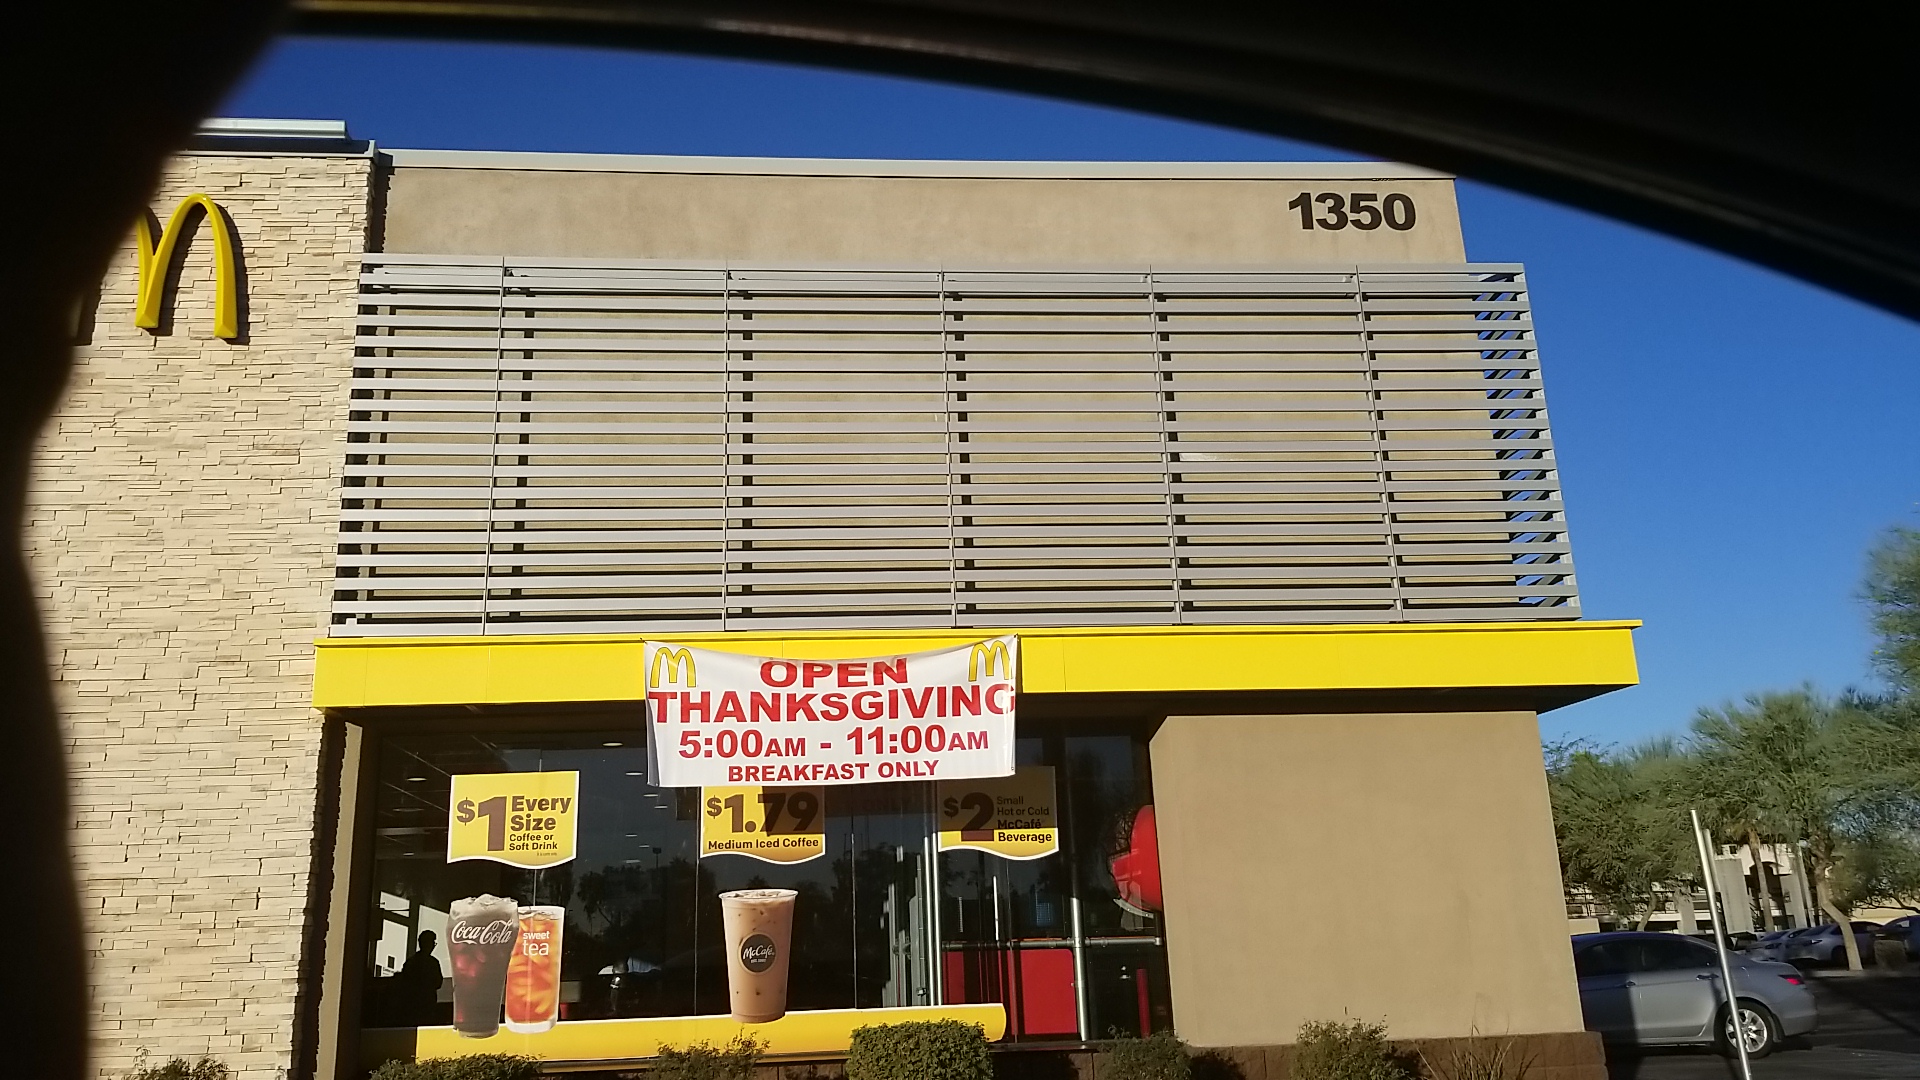 1350
OPEN
THANKSGIVING
5:00AM - 11:00AM
BREAKFAST ONLY
$1 Every
Size
Coffee or
Soft Drink
$1.79
Medium Iced Coffee
$2 Small
Hot or Cold
McCafé
Beverage
Coca-Cola
sweet
tea
McCafé